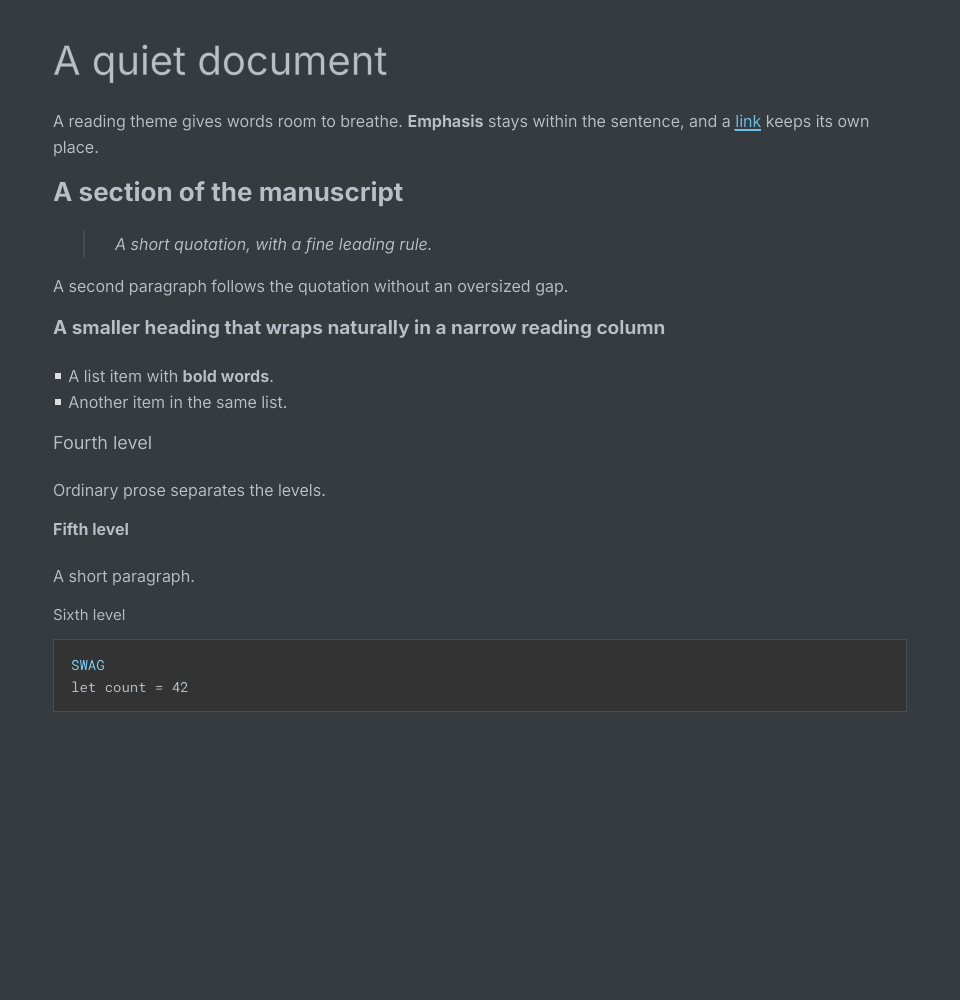 A quiet document
A reading theme gives words room to breathe. Emphasis stays within the sentence, and a link keeps its own
place.
A section of the manuscript
A short quotation, with a fine leading rule.
A second paragraph follows the quotation without an oversized gap.
A smaller heading that wraps naturally in a narrow reading column
A list item with bold words.
Another item in the same list.
Fourth level
Ordinary prose separates the levels.
Fifth level
A short paragraph.
Sixth level
SWAG
let count = 42